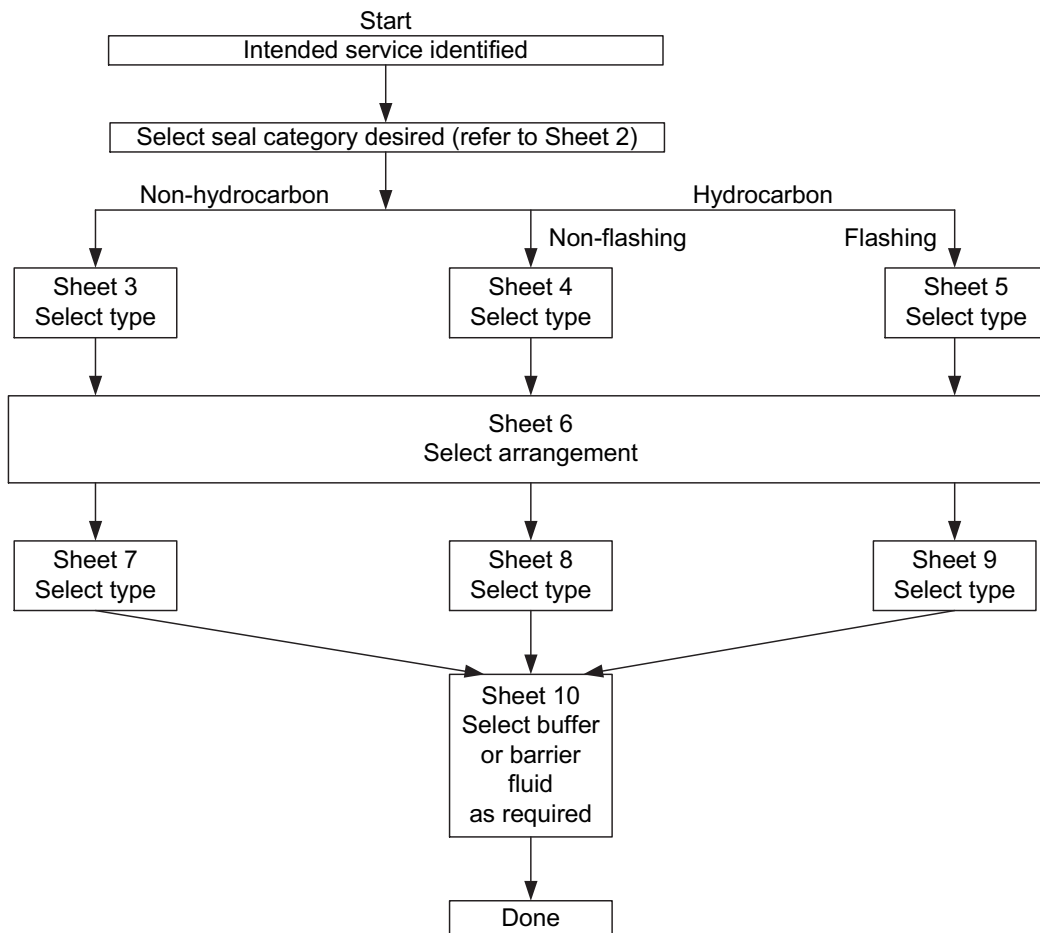 Start
Intended service identified
Select seal category desired (refer to Sheet 2)
Non-hydrocarbon
Hydrocarbon
Non-flashing
Flashing
Sheet 3
Select type
Sheet 4
Select type
Sheet 5
Select type
Sheet 6
Select arrangement
Sheet 7
Select type
Sheet 8
Select type
Sheet 9
Select type
Sheet 10
Select buffer
or barrier
fluid
as required
Done